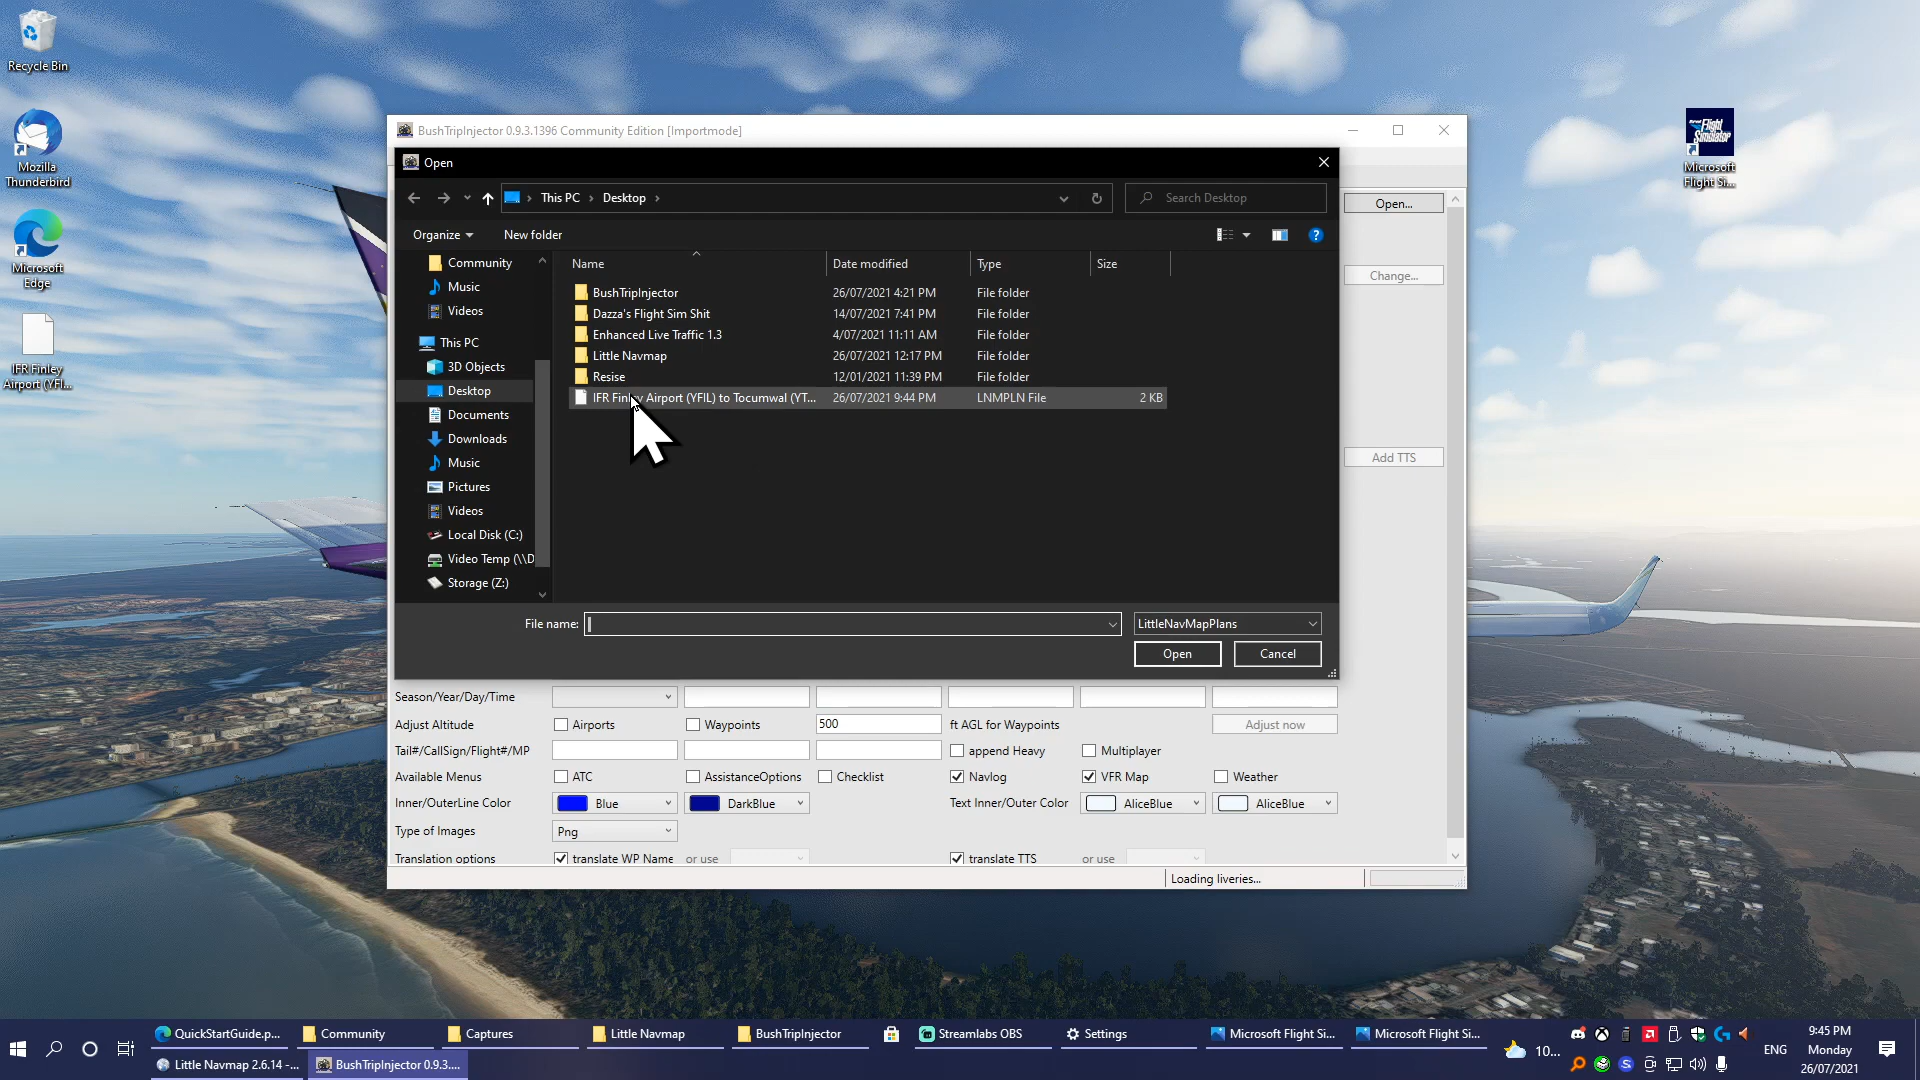 Recycle Bin
Mozilla
Thunderbird
Microsoft
Edge
IFR Finley
Airport (YFI...
Flight
Simulator
Microsoft
Flight Si...
BushTripInjector 0.9.3.1396 Community Edition [Importmode]
Open
This PC > Desktop >
Search Desktop
Open...
Organize
New folder
?
Community
Music
Videos
This PC
3D Objects
Desktop
Documents
Downloads
Music
Pictures
Videos
Local Disk (C:)
Video Temp (\\D
Storage (Z:)
Name Date modified Type Size
BushTripInjector 26/07/2021 4:21 PM File folder
Dazza's Flight Sim Shit 14/07/2021 7:41 PM File folder
Enhanced Live Traffic 1.3 4/07/2021 11:11 AM File folder
Little Navmap 26/07/2021 12:17 PM File folder
Resise 12/01/2021 11:39 PM File folder
IFR Finley Airport (YFIL) to Tocumwal (YT... 26/07/2021 9:44 PM LNMPLN File 2 KB
Change...
Add TTS
File name: LittleNavMapPlans
Open Cancel
Season/Year/Day/Time
Adjust Altitude Airports Waypoints 500 ft AGL for Waypoints Adjust now
Tail#/CallSign/Flight#/MP append Heavy Multiplayer
Available Menus ATC AssistanceOptions Checklist Navlog VFR Map Weather
Inner/OuterLine Color Blue DarkBlue Text Inner/Outer Color AliceBlue AliceBlue
Type of Images Png
Translation options translate WP Name or use translate TTS or use
Loading liveries...
QuickStartGuide.p... Community Captures Little Navmap BushTripInjector Streamlabs OBS Settings Microsoft Flight Si... Microsoft Flight Si...
Little Navmap 2.6.14 -... BushTripInjector 0.9.3....
10...
ENG
9:45 PM
Monday
26/07/2021